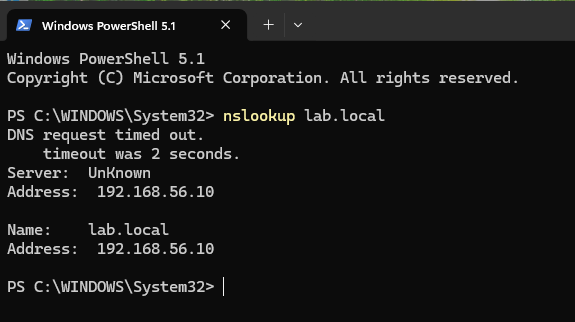 Windows PowerShell 5.1
Windows PowerShell 5.1
Copyright (C) Microsoft Corporation. All rights reserved.
PS C:\WINDOWS\System32> nslookup lab.local
DNS request timed out.
    timeout was 2 seconds.
Server:  UnKnown
Address:  192.168.56.10
Name:    lab.local
Address:  192.168.56.10
PS C:\WINDOWS\System32>